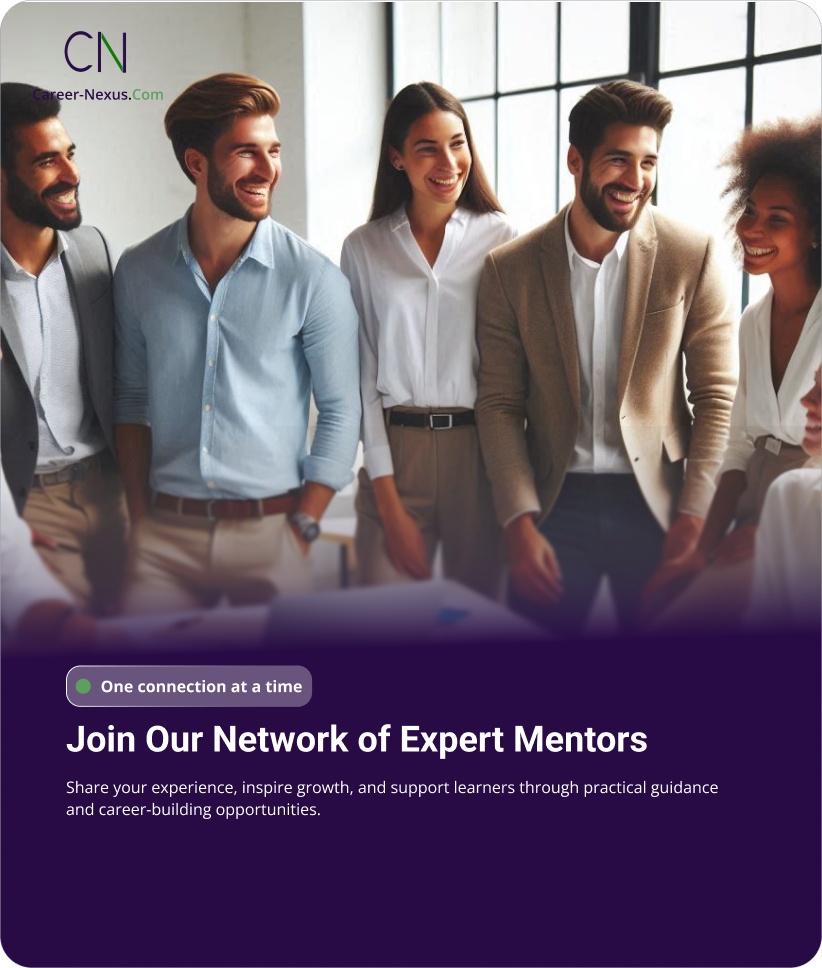 CN
Career-Nexus.Com
One connection at a time
Join Our Network of Expert Mentors
Share your experience, inspire growth, and support learners through practical guidance
and career-building opportunities.